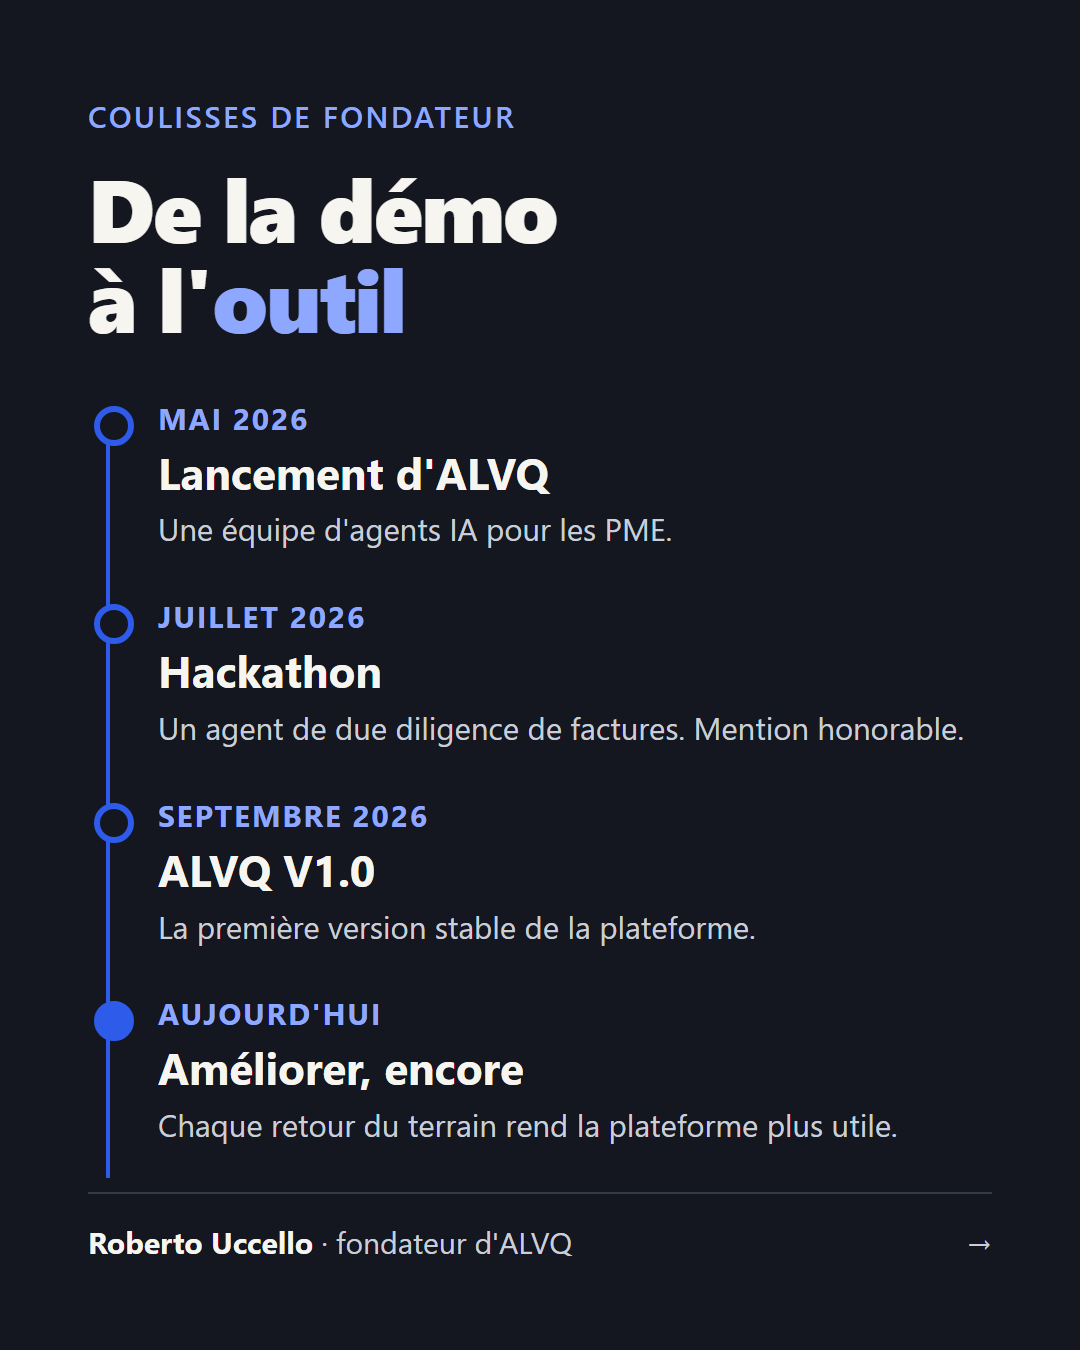 COULISSES DE FONDATEUR
De la démo
à l'outil
MAI 2026
Lancement d'ALVQ
Une équipe d'agents IA pour les PME.
JUILLET 2026
Hackathon
Un agent de due diligence de factures. Mention honorable.
SEPTEMBRE 2026
ALVQ V1.0
La première version stable de la plateforme.
AUJOURD'HUI
Améliorer, encore
Chaque retour du terrain rend la plateforme plus utile.
Roberto Uccello · fondateur d'ALVQ →